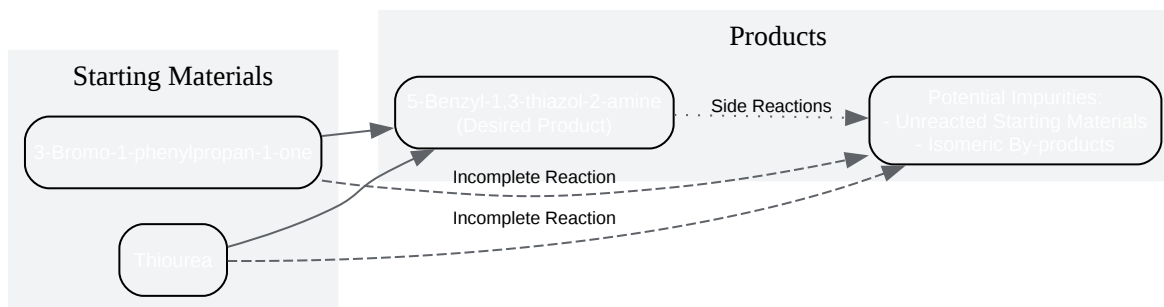 Products
Starting Materials
5-Benzyl-1,3-thiazol-2-amine
(Desired Product)
Side Reactions
Potential Impurities:
- Unreacted Starting Materials
- Isomeric By-products
3-Bromo-1-phenylpropan-1-one
Incomplete Reaction
Incomplete Reaction
Thiourea